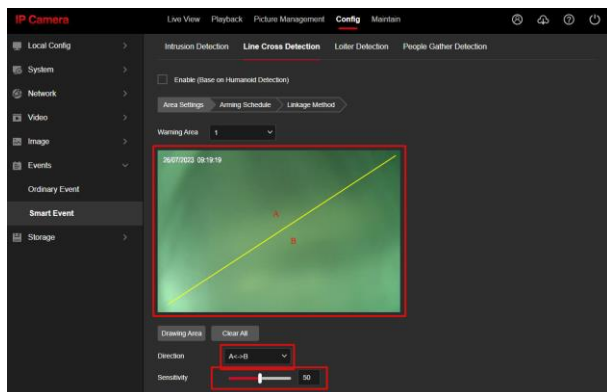 IP Camera
Live View Playback Picture Management Config Maintain
Local Config
System
Network
Video
Image
Events
Ordinary Event
Smart Event
Storage
Intrusion Detection Line Cross Detection Loiter Detection People Gather Detection
Enable (Base on Humanoid Detection)
Area Settings Arming Schedule Linkage Method
Warning Area 1
26/07/2023 09:19:19
A
B
Drawing Area Clear All
Direction A<->B
Sensitivity 50